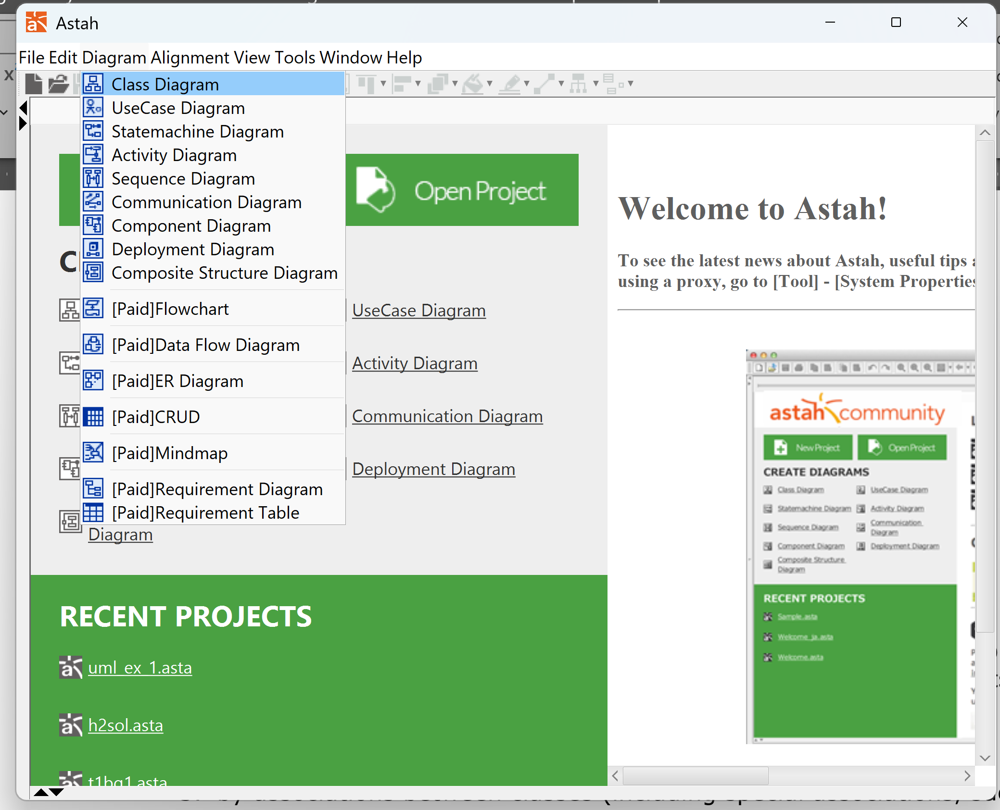 Astah
File Edit Diagram Alignment View Tools Window Help
Class Diagram
UseCase Diagram
Statemachine Diagram
Activity Diagram
Sequence Diagram
Communication Diagram
Component Diagram
Deployment Diagram
Composite Structure Diagram
[Paid]Flowchart
[Paid]Data Flow Diagram
[Paid]ER Diagram
[Paid]CRUD
[Paid]Mindmap
[Paid]Requirement Diagram
[Paid]Requirement Table
Open Project
UseCase Diagram
Activity Diagram
Communication Diagram
Deployment Diagram
Diagram
RECENT PROJECTS
uml_ex_1.asta
h2sol.asta
t1bq1.asta
Welcome to Astah!
To see the latest news about Astah, useful tips
using a proxy, go to [Tool] - [System Properties
astah community
New Project
Open Project
CREATE DIAGRAMS
Class Diagram
UseCase Diagram
Statemachine Diagram
Activity Diagram
Sequence Diagram
Communication
Diagram
Component Diagram
Deployment Diagram
Composite Structure
Diagram
RECENT PROJECTS
Sample.asta
Welcome_ja.asta
Welcome.asta